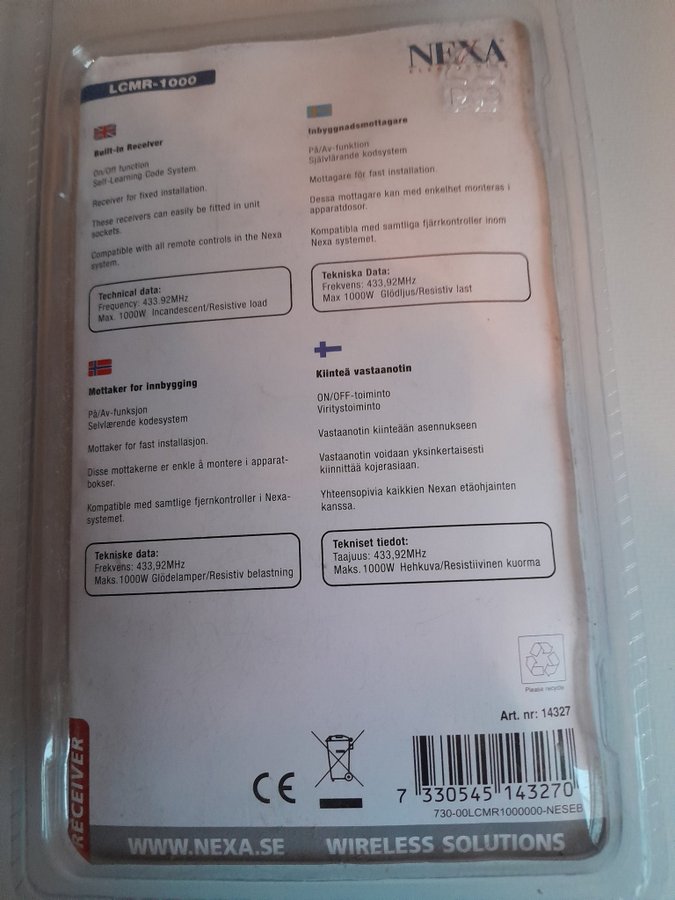 LCMR-1000
NEXA
Built-in Receiver
On/Off function
Self-Learning Code System
Receiver for fixed installation.
These receivers can easily be fitted in unit
sockets.
Compatible with all remote controls in the Nexa
system.
Technical data:
Frequency: 433.92MHz
Max. 1000W Incandescent/Resistive load
Inbyggnadsmottagare
På/Av-funktion
Självlärande kodsystem
Mottagare för fast installation.
Dessa mottagare kan med enkelhet monteras i
apparatdosor.
Kompatibla med samtliga fjärrkontroller inom
Nexa systemet.
Tekniska Data:
Frekvens: 433,92MHz
Max 1000W Glödljus/Resistiv last
Mottaker for innbygging
På/Av-funksjon
Selvlærende kodesystem
Mottaker for fast installasjon.
Disse mottakerne er enkle å montere i apparat-
bokser.
Kompatible med samtlige fjernkontroller i Nexa-
systemet.
Tekniske data:
Frekvens: 433,92MHz
Maks.1000W Glödelamper/Resistiv belastning
Kiinteä vastaanotin
ON/OFF-toiminto
Viritystoiminto
Vastaanotin kiinteään asennukseen
Vastaanotin voidaan yksinkertaisesti
kiinnittää kojerasiaan.
Yhteensopivia kaikkien Nexan etäohjainten
kanssa.
Tekniset tiedot:
Taajuus: 433,92MHz
Maks.1000W Hehkuva/Resistiivinen kuorma
Please recycle
Art. nr: 14327
CE
7 330545 143270
730-00LCMR1000000-NESEB
RECEIVER
WWW.NEXA.SE WIRELESS SOLUTIONS